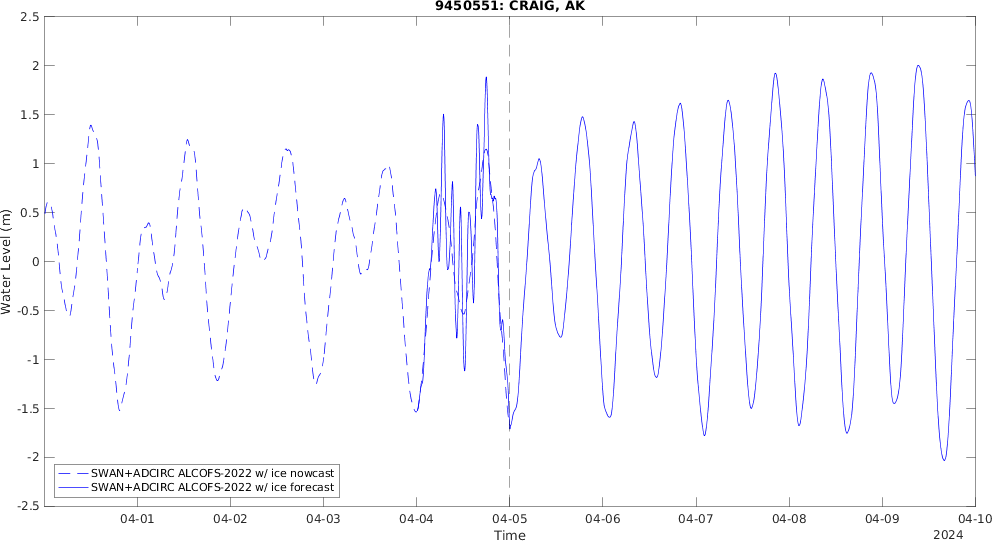 9450551: CRAIG, AK
2.5
2
1.5
1
0.5
0
-0.5
-1
-1.5
-2
-2.5
Water Level (m)
SWAN+ADCIRC ALCOFS-2022 w/ ice nowcast
SWAN+ADCIRC ALCOFS-2022 w/ ice forecast
04-01 04-02 04-03 04-04 04-05 04-06 04-07 04-08 04-09 04-10
Time
2024